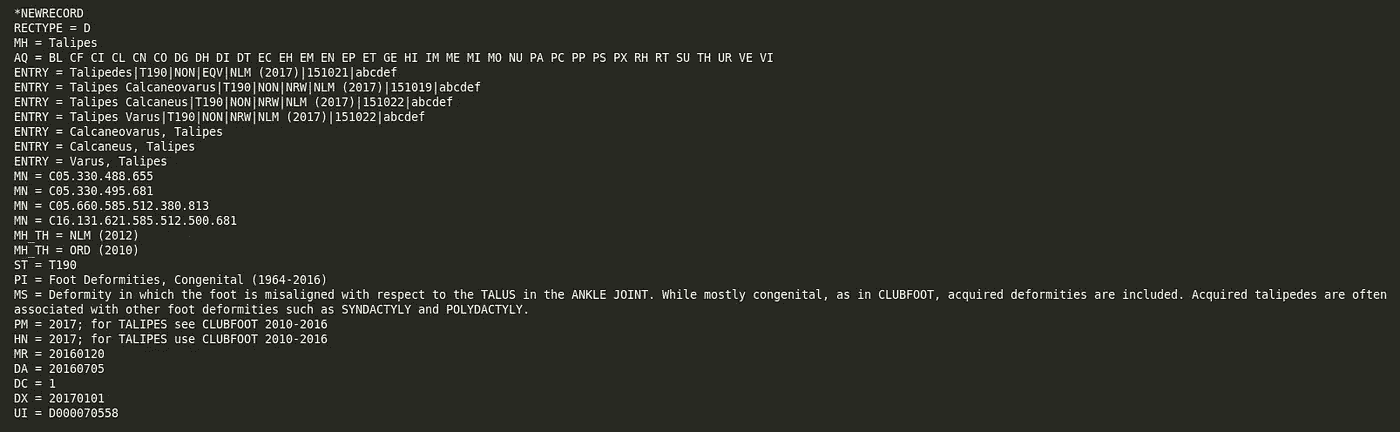 *NEWRECORD
RECTYPE = D
MH = Talipes
AQ = BL CF CI CL CN CO DG DH DI DT EC EH EM EN EP ET GE HI IM ME MI MO NU PA PC PP PS PX RH RT SU TH UR VE VI
ENTRY = Talipedes|T190|NON|EQV|NLM (2017)|151021|abcdef
ENTRY = Talipes Calcaneovarus|T190|NON|NRW|NLM (2017)|151019|abcdef
ENTRY = Talipes Calcaneus|T190|NON|NRW|NLM (2017)|151022|abcdef
ENTRY = Talipes Varus|T190|NON|NRW|NLM (2017)|151022|abcdef
ENTRY = Calcaneovarus, Talipes
ENTRY = Calcaneus, Talipes
ENTRY = Varus, Talipes
MN = C05.330.488.655
MN = C05.330.495.681
MN = C05.660.585.512.380.813
MN = C16.131.621.585.512.500.681
MH_TH = NLM (2012)
MH_TH = ORD (2010)
ST = T190
PI = Foot Deformities, Congenital (1964-2016)
MS = Deformity in which the foot is misaligned with respect to the TALUS in the ANKLE JOINT. While mostly congenital, as in CLUBFOOT, acquired deformities are included. Acquired talipedes are often
associated with other foot deformities such as SYNDACTYLY and POLYDACTYLY.
PM = 2017; for TALIPES see CLUBFOOT 2010-2016
HN = 2017; for TALIPES use CLUBFOOT 2010-2016
MR = 20160120
DA = 20160705
DC = 1
DX = 20170101
UI = D000070558